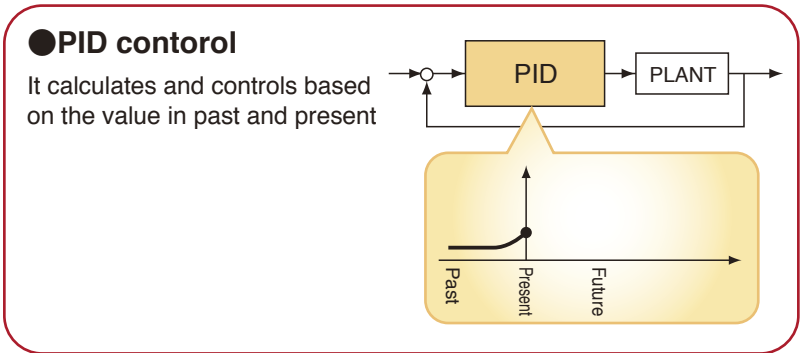 ●PID contorol
It calculates and controls based
on the value in past and present
PID
PLANT
Past
Present
Future